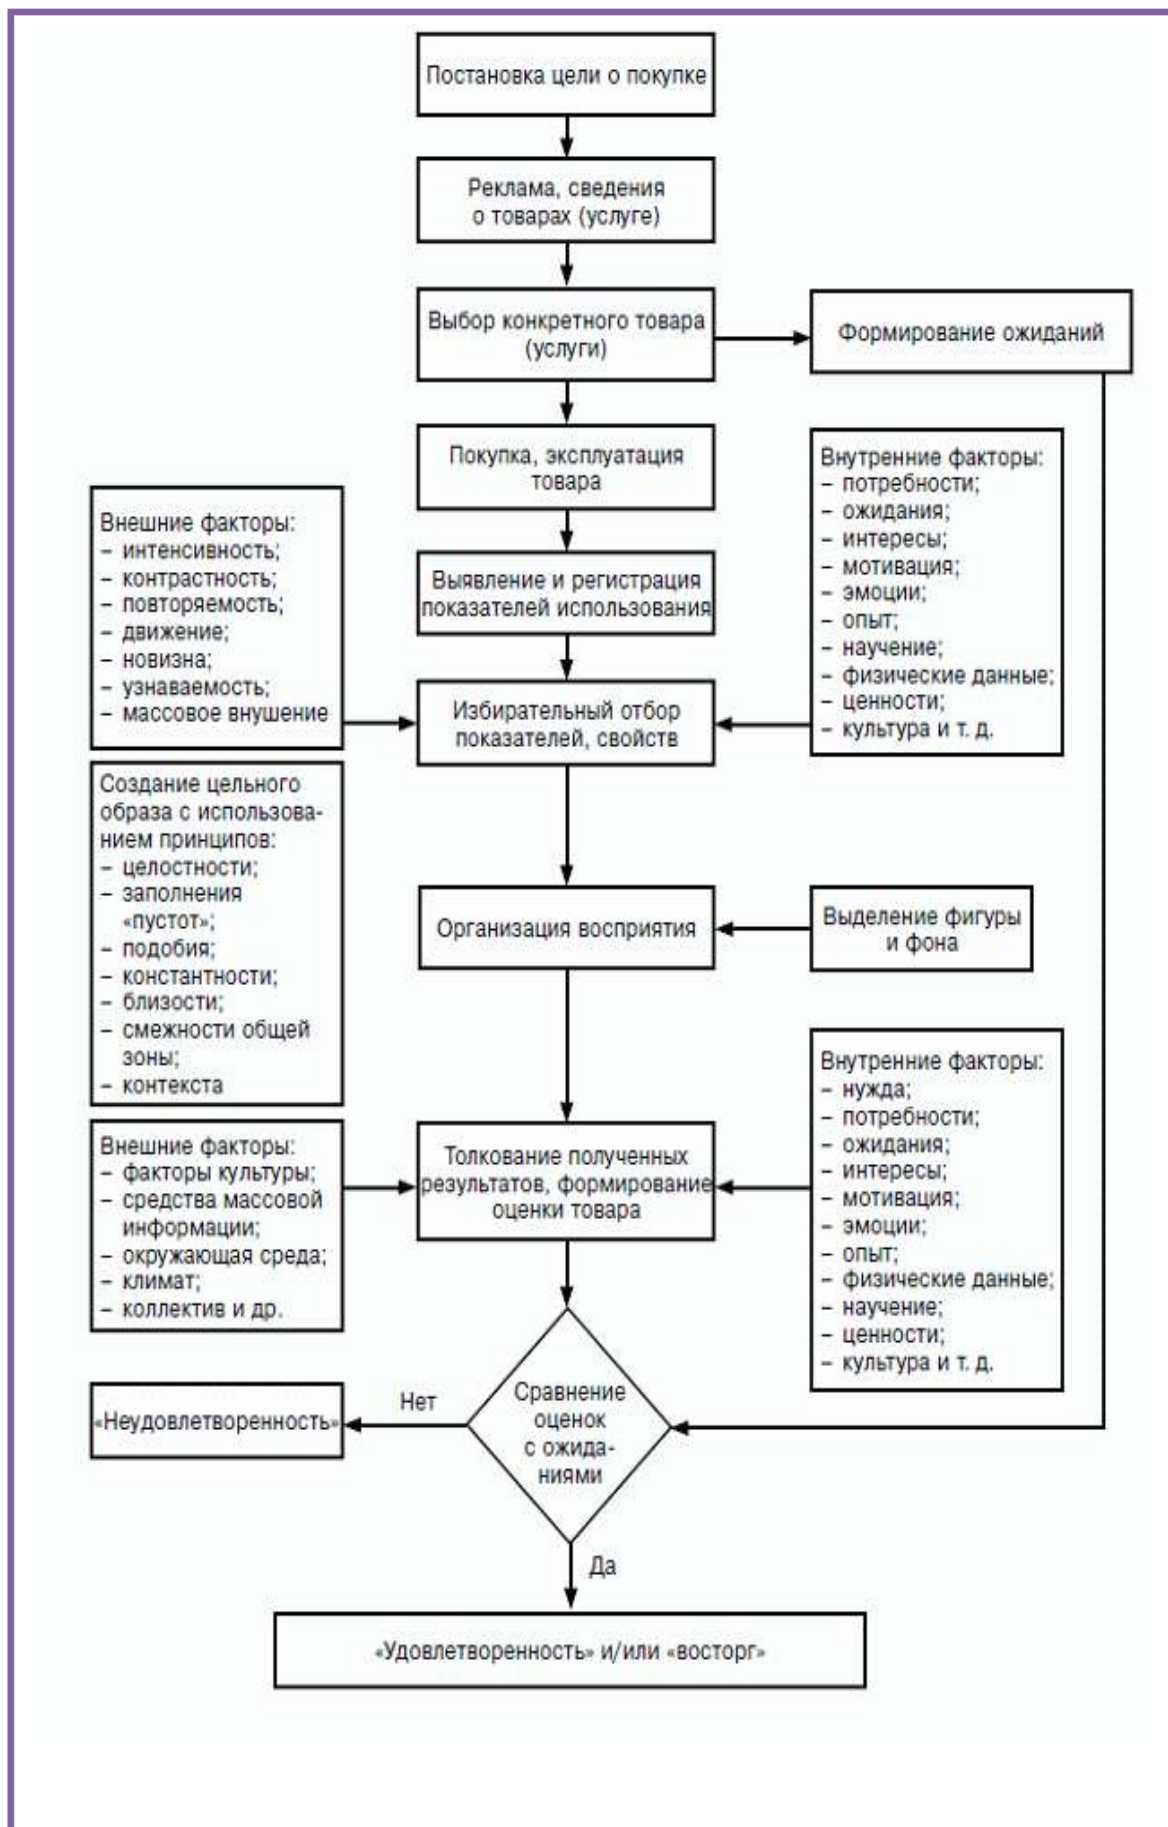 Постановка цели о покупке
Реклама, сведения
о товарах (услуге)
Выбор конкретного товара
(услуги)
Формирование ожиданий
Покупка, эксплуатация
товара
Внутренние факторы:
– потребности;
– ожидания;
– интересы;
– мотивация;
– эмоции;
– опыт;
– научение;
– физические данные;
– ценности;
– культура и т. д.
Внешние факторы:
– интенсивность;
– контрастность;
– повторяемость;
– движение;
– новизна;
– узнаваемость;
– массовое внушение
Выявление и регистрация
показателей использования
Избирательный отбор
показателей, свойств
Создание цельного
образа с использова-
нием принципов:
– целостности;
– заполнения
«пустот»;
– подобия;
– константности;
– близости;
– смежности общей
зоны;
– контекста
Организация восприятия
Выделение фигуры
и фона
Внешние факторы:
– факторы культуры;
– средства массовой
информации;
– окружающая среда;
– климат;
– коллектив и др.
Толкование полученных
результатов, формирование
оценки товара
Внутренние факторы:
– нужда;
– потребности;
– ожидания;
– интересы;
– мотивация;
– эмоции;
– опыт;
– физические данные;
– научение;
– ценности;
– культура и т. д.
Сравнение
оценок
с ожида-
ниями
Нет
«Неудовлетворенность»
Да
«Удовлетворенность» и/или «восторг»